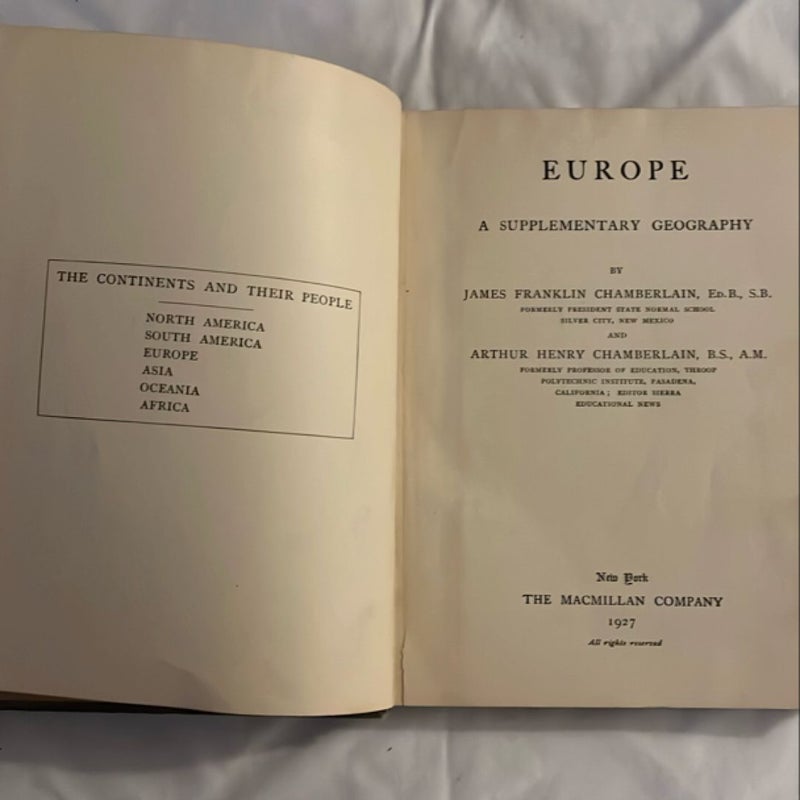 THE CONTINENTS AND THEIR PEOPLE
NORTH AMERICA
SOUTH AMERICA
EUROPE
ASIA
OCEANIA
AFRICA
EUROPE
A SUPPLEMENTARY GEOGRAPHY
BY
JAMES FRANKLIN CHAMBERLAIN, ED.B., S.B.
FORMERLY PRESIDENT STATE NORMAL SCHOOL
SILVER CITY, NEW MEXICO
AND
ARTHUR HENRY CHAMBERLAIN, B.S., A.M.
FORMERLY PROFESSOR OF EDUCATION, THROOP
POLYTECHNIC INSTITUTE, PASADENA,
CALIFORNIA; EDITOR SIERRA
EDUCATIONAL NEWS
New York
THE MACMILLAN COMPANY
1927
All rights reserved